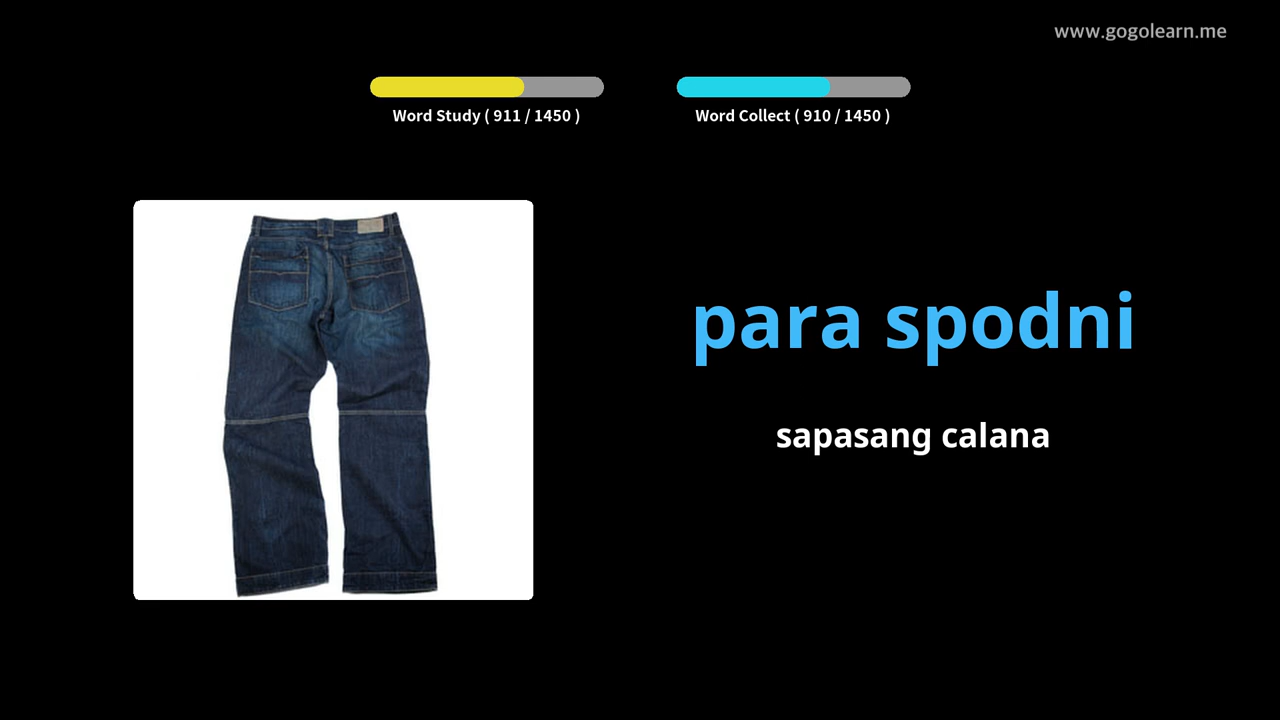 www.gogolearn.me
Word Study ( 911 / 1450 )
Word Collect ( 910 / 1450 )
para spodni
sapasang calana